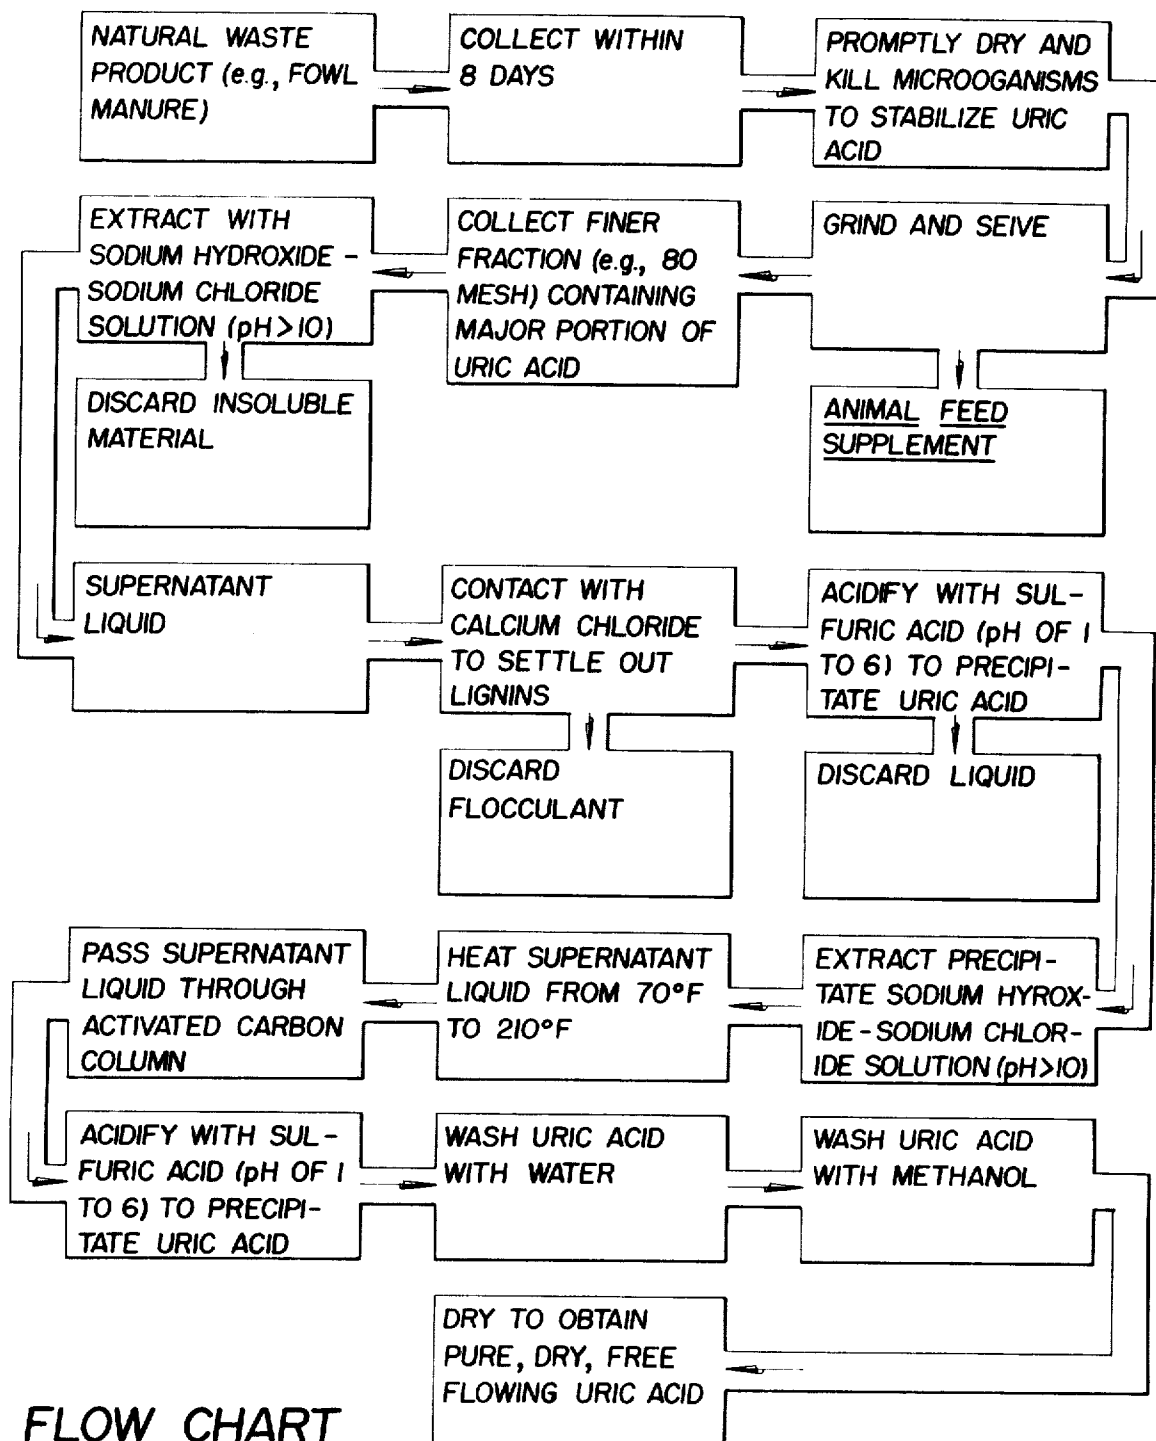 NATURAL WASTE
PRODUCT (e.g., FOWL
MANURE)
COLLECT WITHIN
8 DAYS
PROMPTLY DRY AND
KILL MICROOGANISMS
TO STABILIZE URIC
ACID
GRIND AND SEIVE
ANIMAL FEED
SUPPLEMENT
COLLECT FINER
FRACTION (e.g., 80
MESH) CONTAINING
MAJOR PORTION OF
URIC ACID
EXTRACT WITH
SODIUM HYDROXIDE -
SODIUM CHLORIDE
SOLUTION (pH>10)
DISCARD INSOLUBLE
MATERIAL
SUPERNATANT
LIQUID
CONTACT WITH
CALCIUM CHLORIDE
TO SETTLE OUT
LIGNINS
DISCARD
FLOCCULANT
ACIDIFY WITH SUL-
FURIC ACID (pH OF 1
TO 6) TO PRECIPI-
TATE URIC ACID
DISCARD LIQUID
EXTRACT PRECIPI-
TATE SODIUM HYROX-
IDE-SODIUM CHLOR-
IDE SOLUTION (pH>10)
HEAT SUPERNATANT
LIQUID FROM 70°F
TO 210°F
PASS SUPERNATANT
LIQUID THROUGH
ACTIVATED CARBON
COLUMN
ACIDIFY WITH SUL-
FURIC ACID (pH OF 1
TO 6) TO PRECIPI-
TATE URIC ACID
WASH URIC ACID
WITH WATER
WASH URIC ACID
WITH METHANOL
DRY TO OBTAIN
PURE, DRY, FREE
FLOWING URIC ACID
FLOW CHART